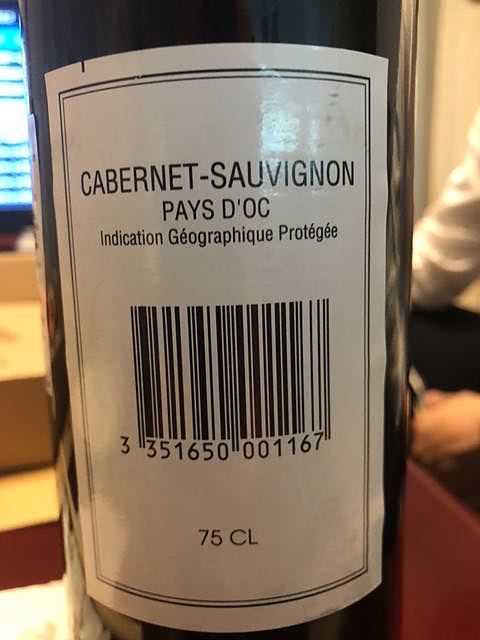 CABERNET-SAUVIGNON
PAYS D'OC
Indication Géographique Protégée
3 351650 001167
75 CL